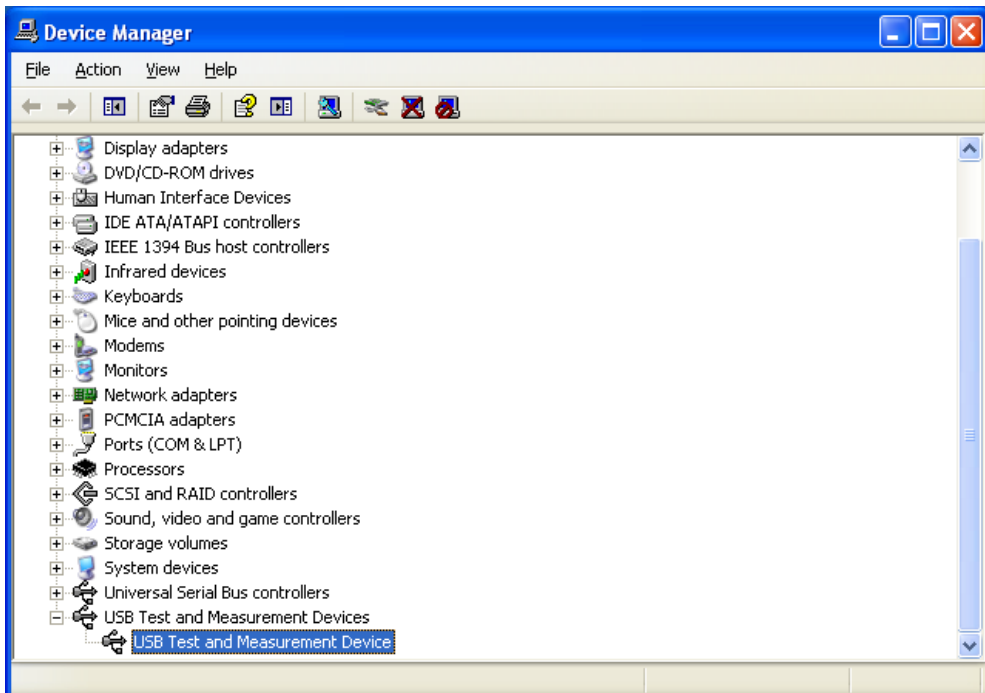 Device Manager
File Action View Help
Display adapters
DVD/CD-ROM drives
Human Interface Devices
IDE ATA/ATAPI controllers
IEEE 1394 Bus host controllers
Infrared devices
Keyboards
Mice and other pointing devices
Modems
Monitors
Network adapters
PCMCIA adapters
Ports (COM & LPT)
Processors
SCSI and RAID controllers
Sound, video and game controllers
Storage volumes
System devices
Universal Serial Bus controllers
USB Test and Measurement Devices
USB Test and Measurement Device